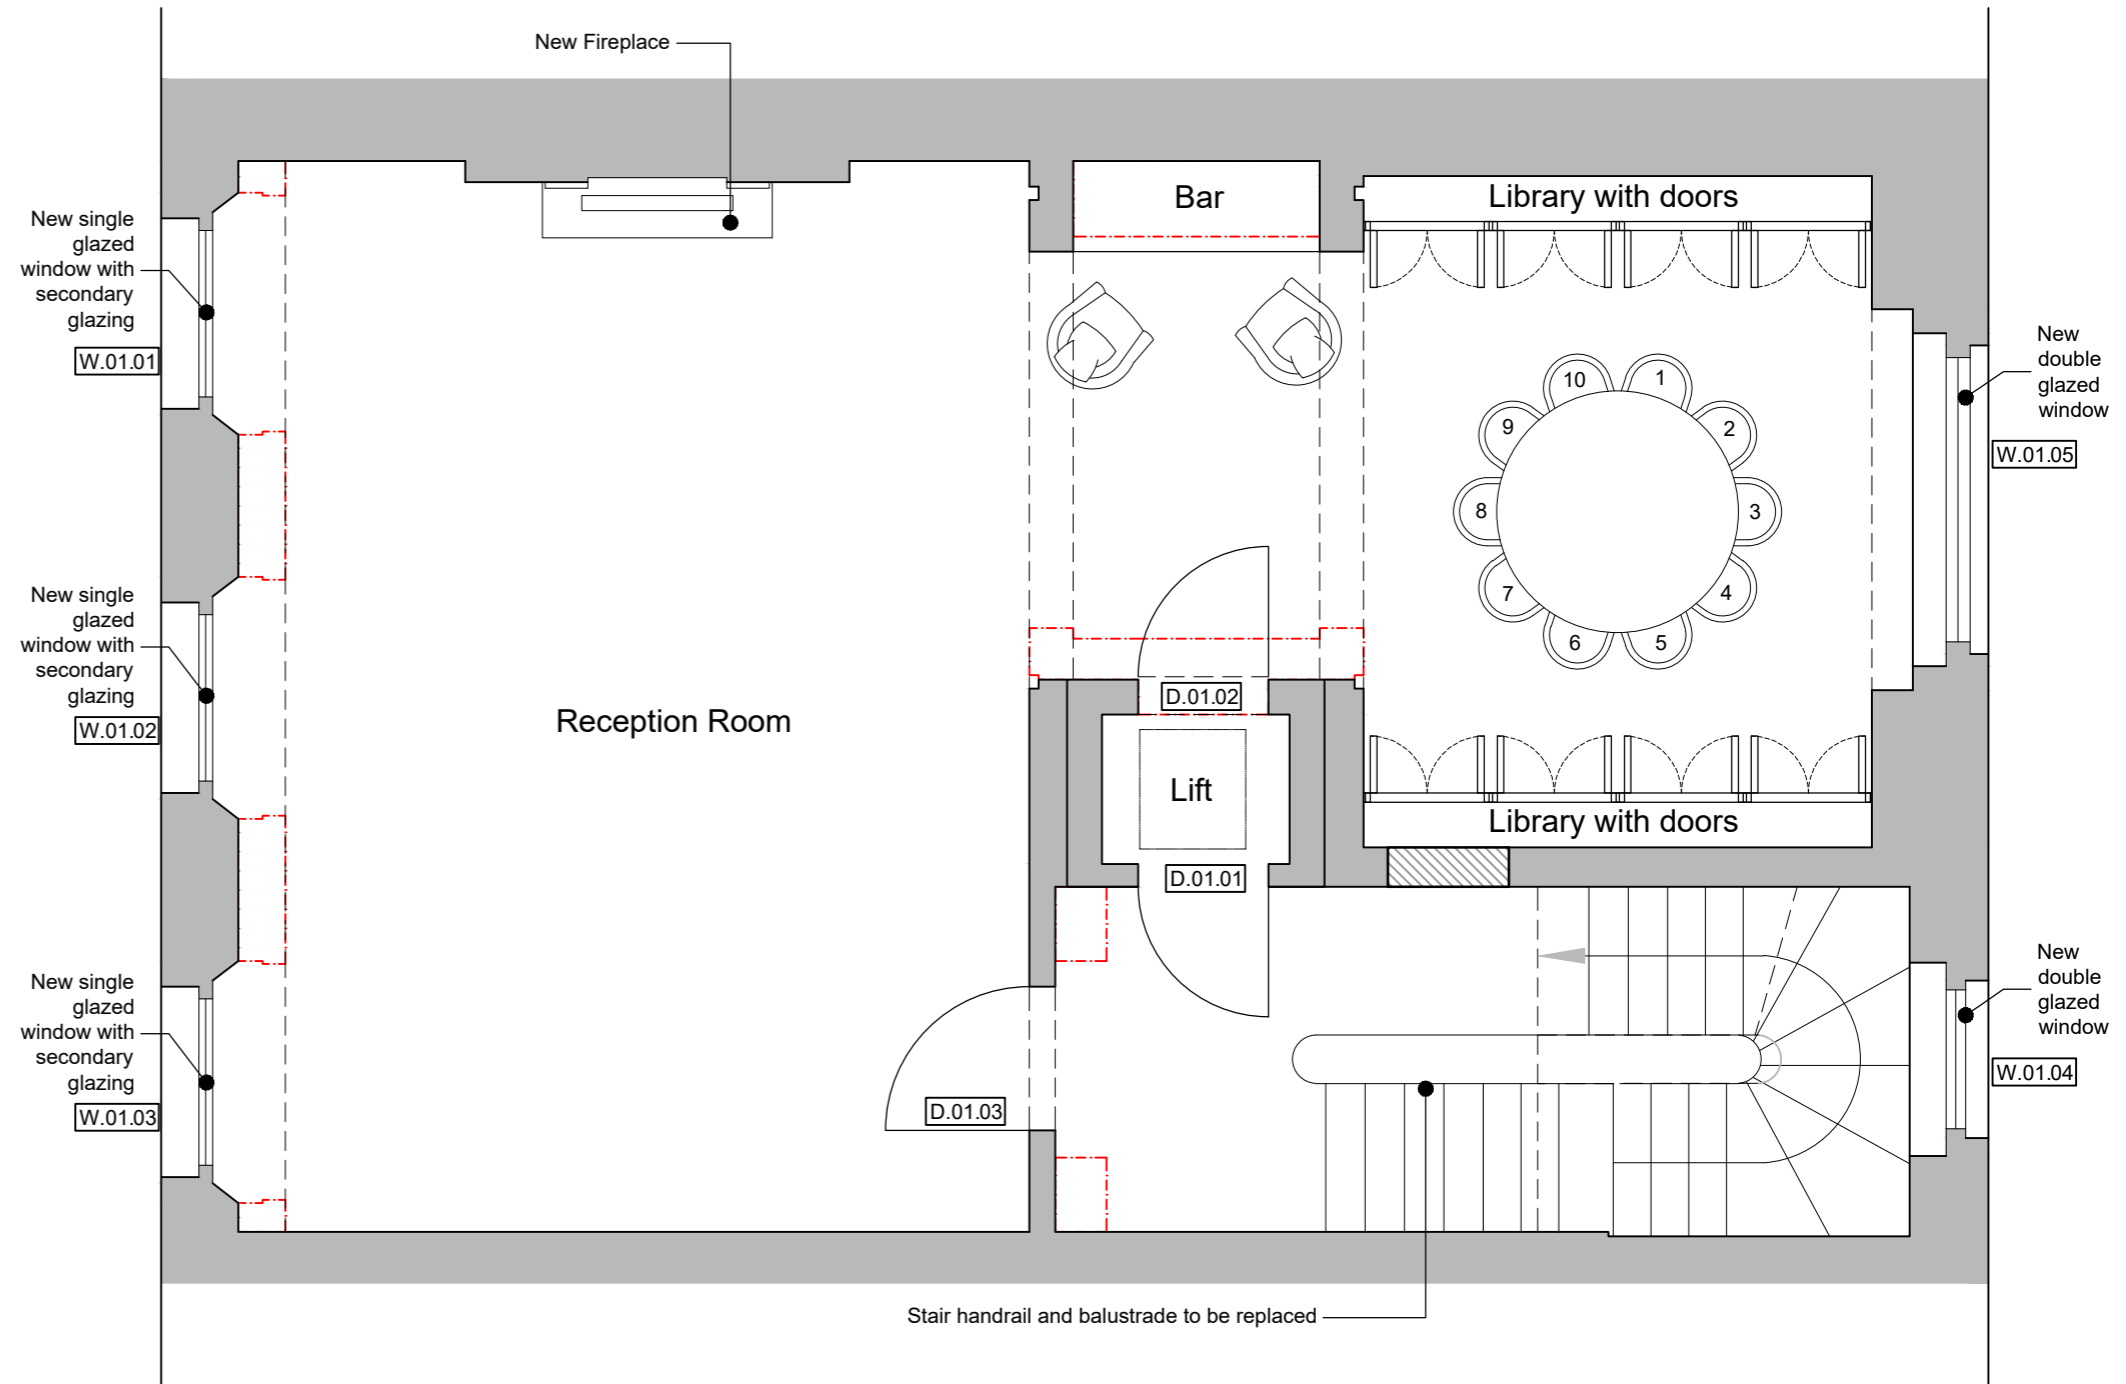 New Fireplace
Bar
Library with doors
New single
glazed
window with
secondary
glazing
W.01.01
New
double
glazed
window
W.01.05
10
1
9
2
8
3
7
4
6
5
New single
glazed
window with
secondary
glazing
W.01.02
Reception Room
D.01.02
Lift
D.01.01
Library with doors
New single
glazed
window with
secondary
glazing
W.01.03
D.01.03
New
double
glazed
window
W.01.04
Stair handrail and balustrade to be replaced